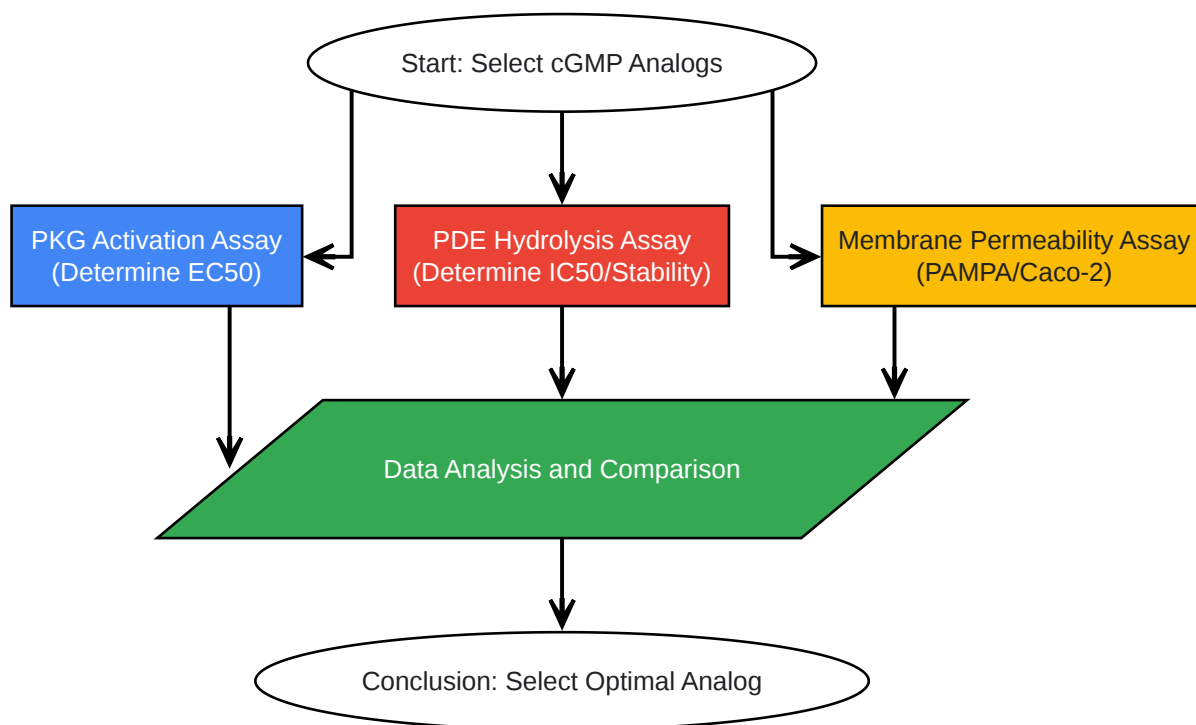 Start: Select cGMP Analogs
PKG Activation Assay
(Determine EC50)
PDE Hydrolysis Assay
(Determine IC50/Stability)
Membrane Permeability Assay
(PAMPA/Caco-2)
Data Analysis and Comparison
Conclusion: Select Optimal Analog